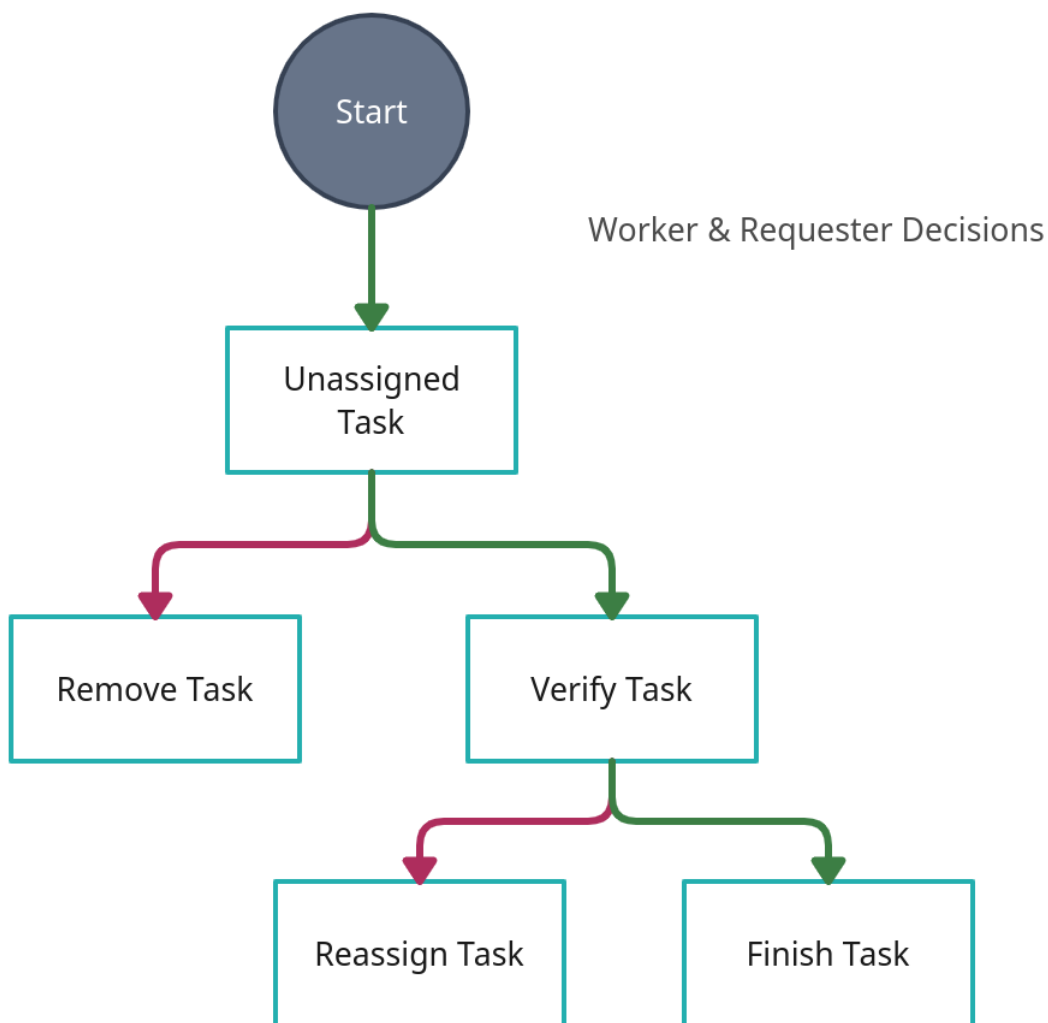 Start
Worker & Requester Decisions
Unassigned
Task
Remove Task
Verify Task
Reassign Task
Finish Task